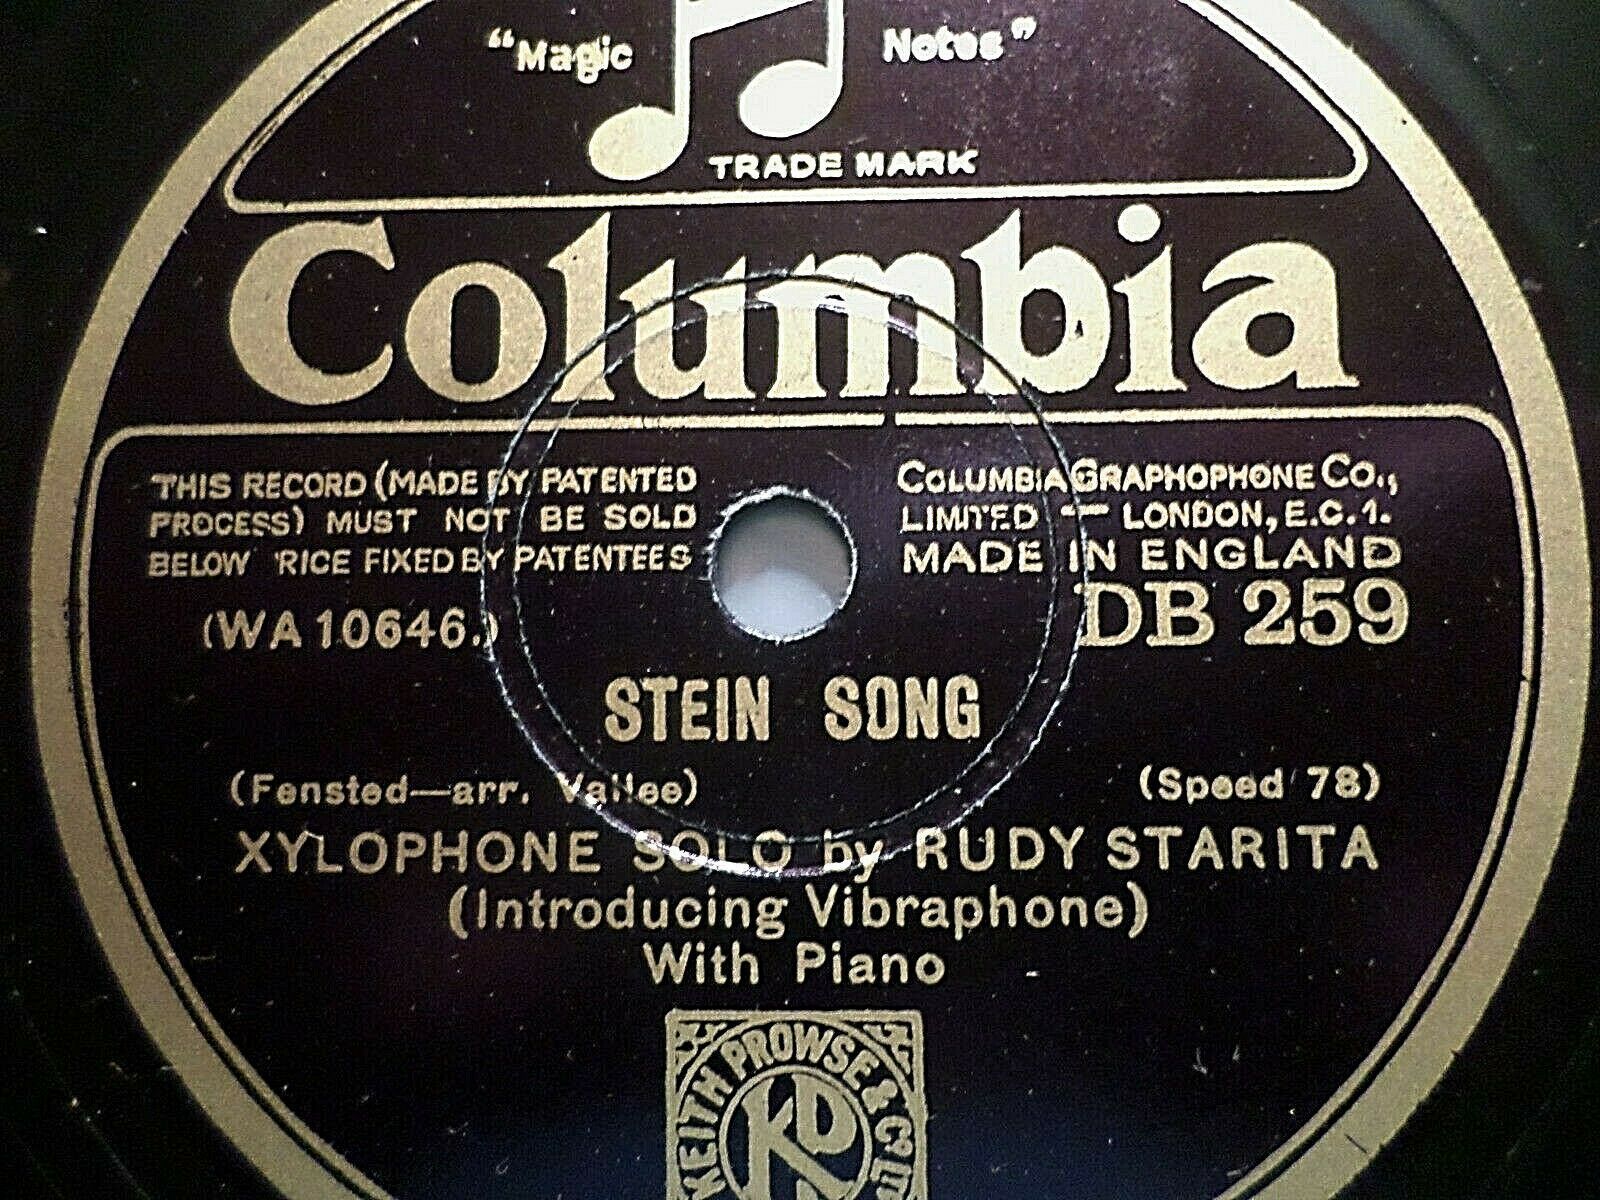 "Magic Notes"
TRADE MARK
Columbia
THIS RECORD (MADE BY PATENTED
PROCESS) MUST NOT BE SOLD
BELOW 'RICE FIXED BY PATENTEES
COLUMBIA GRAPHOPHONE CO.,
LIMITED — LONDON, E.C.1.
MADE IN ENGLAND
(WA 10646.)
DB 259
STEIN SONG
(Fensted—arr. Vallee)
(Speed 78)
XYLOPHONE SOLO by RUDY STARITA
(Introducing Vibraphone)
With Piano
KEITH PROWSE & Co
KP